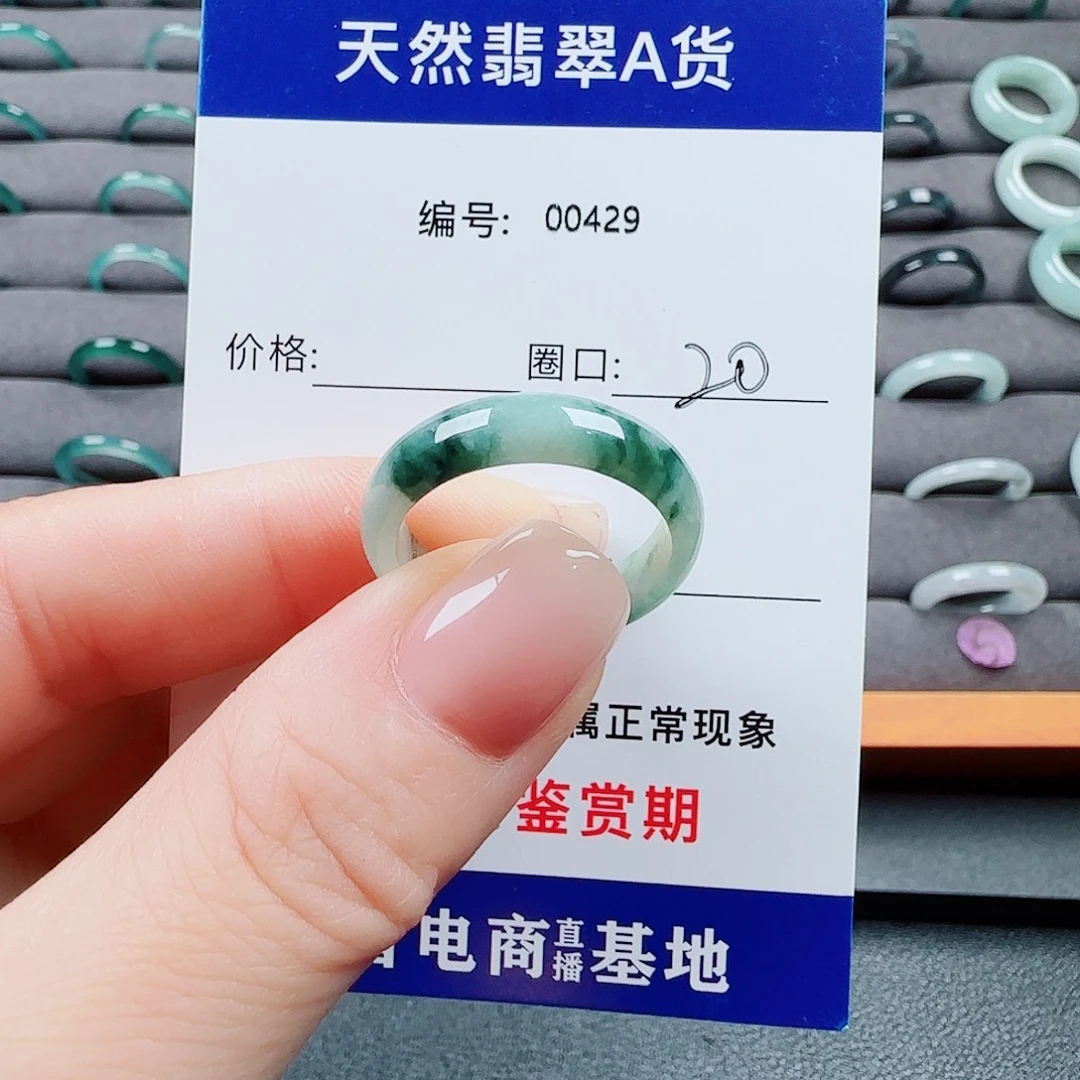 天然翡翠A货
编号: 00429
价格: 圈口: 20
属正常现象
鉴赏期
电商直播基地